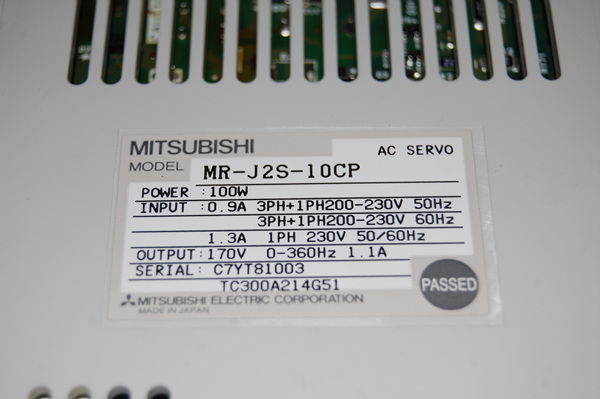 MITSUBISHI
AC SERVO
MODEL MR-J2S-10CP
POWER :100W
INPUT :0.9A 3PH+1PH200-230V 50Hz
3PH+1PH200-230V 60Hz
1.3A 1PH 230V 50/60Hz
OUTPUT:170V 0-360Hz 1.1A
SERIAL: C7YT81003
TC300A214G51
PASSED
MITSUBISHI ELECTRIC CORPORATION
MADE IN JAPAN